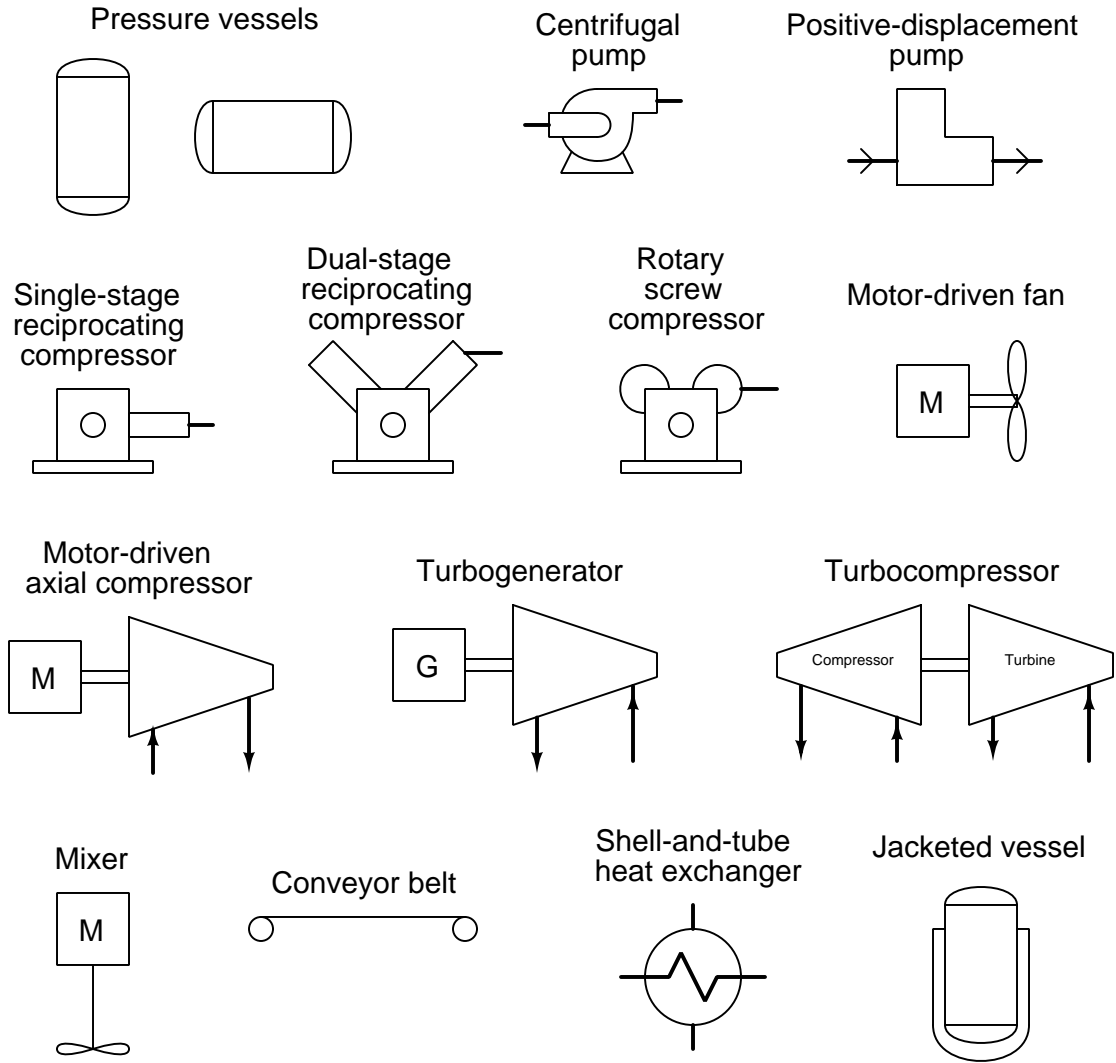 Pressure vessels
Centrifugal
pump
Positive-displacement
pump
Single-stage
reciprocating
compressor
Dual-stage
reciprocating
compressor
Rotary
screw
compressor
Motor-driven fan
M
Motor-driven
axial compressor
M
Turbogenerator
G
Turbocompressor
Compressor
Turbine
Mixer
M
Conveyor belt
Shell-and-tube
heat exchanger
Jacketed vessel